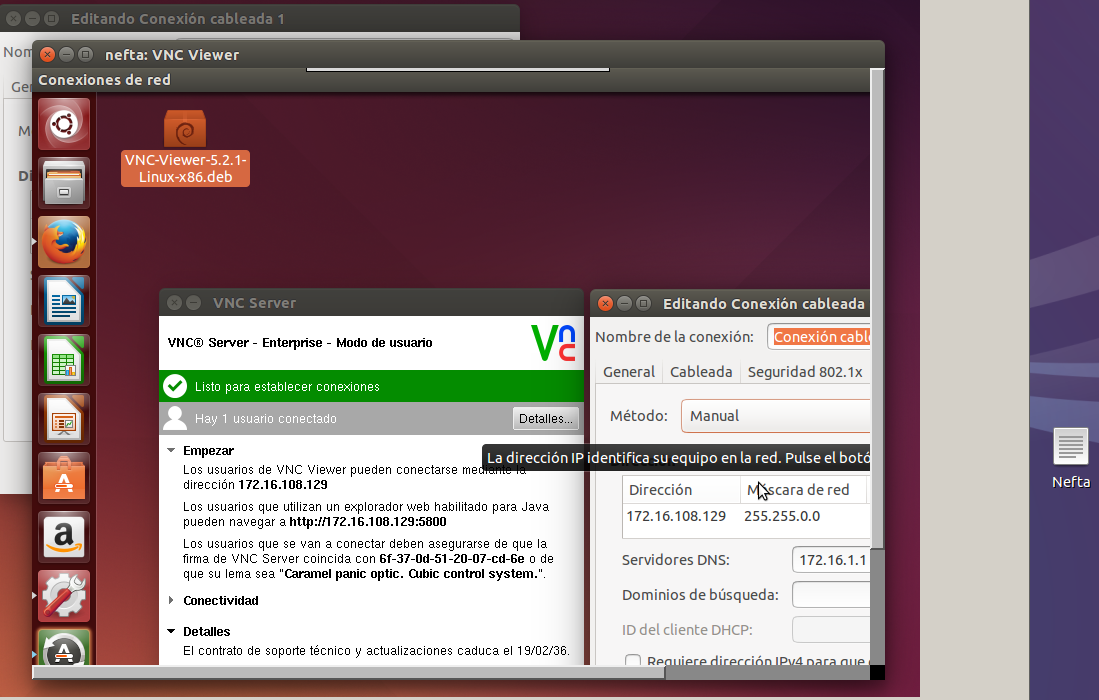 Editando Conexión cableada 1
Nom
nefta: VNC Viewer
Conexiones de red
Ge
M
Di
VNC-Viewer-5.2.1-
Linux-x86.deb
VNC Server
VNC® Server - Enterprise - Modo de usuario
Listo para establecer conexiones
Hay 1 usuario conectado
Detalles...
Empezar
Los usuarios de VNC Viewer pueden conectarse mediante la
dirección 172.16.108.129
Los usuarios que utilizan un explorador web habilitado para Java
pueden navegar a http://172.16.108.129:5800
Los usuarios que se van a conectar deben asegurarse de que la
firma de VNC Server coincida con 6f-37-0d-51-20-07-cd-6e o de
que su lema sea "Caramel panic optic. Cubic control system.".
Conectividad
Detalles
El contrato de soporte técnico y actualizaciones caduca el 19/02/36.
Editando Conexión cableada
Nombre de la conexión: Conexión cabl
General Cableada Seguridad 802.1x
Método: Manual
La dirección IP identifica su equipo en la red. Pulse el botó
Dirección Máscara de red
172.16.108.129 255.255.0.0
Servidores DNS: 172.16.1.1
Dominios de búsqueda:
ID del cliente DHCP:
Requiere dirección IPv4 para que
Nefta